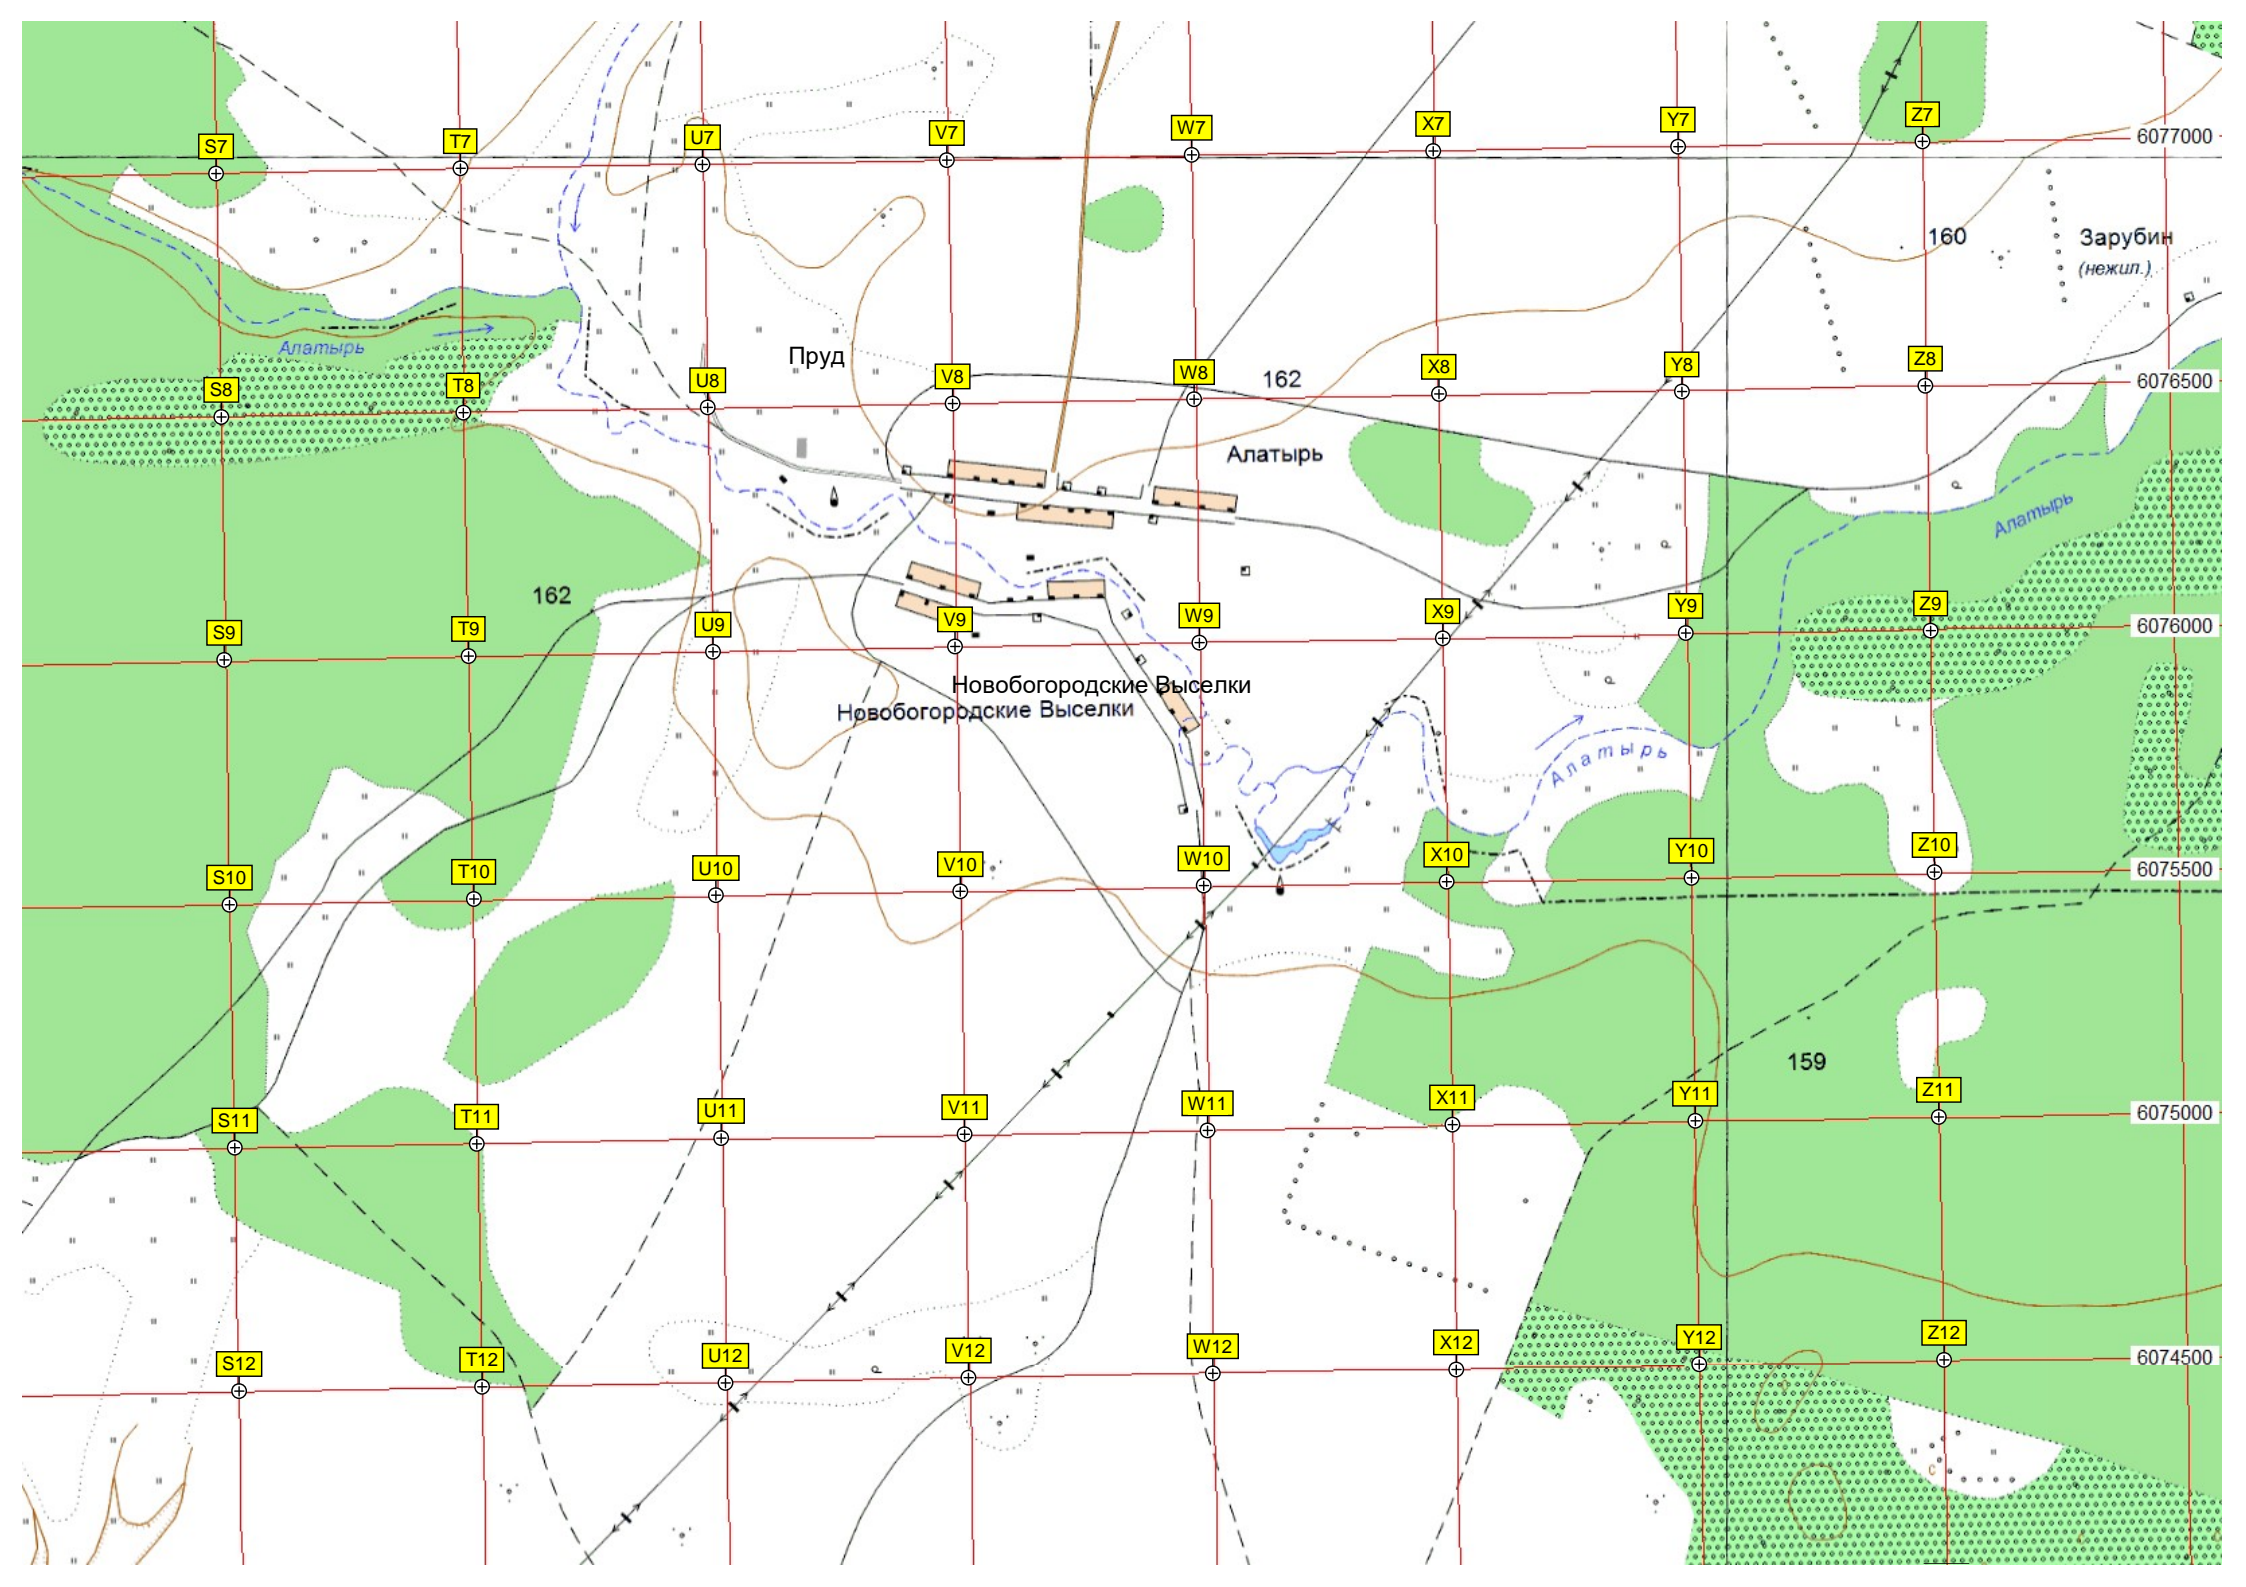 Z7
Y7
X7
W7
V7
U7
T7
S7
6077000
160
Зарубин
(нежил.)
Алатырь
Пруд
Z8
Y8
X8
W8
V8
U8
T8
S8
162
6076500
Алатырь
Алатырь
162
Z9
Y9
X9
W9
V9
U9
T9
S9
6076000
Новобогородские Выселки
Новобогородские Выселки
Алатырь
Z10
Y10
X10
W10
V10
U10
T10
S10
6075500
159
Z11
Y11
X11
W11
V11
U11
T11
S11
6075000
Z12
Y12
X12
W12
V12
U12
T12
S12
6074500